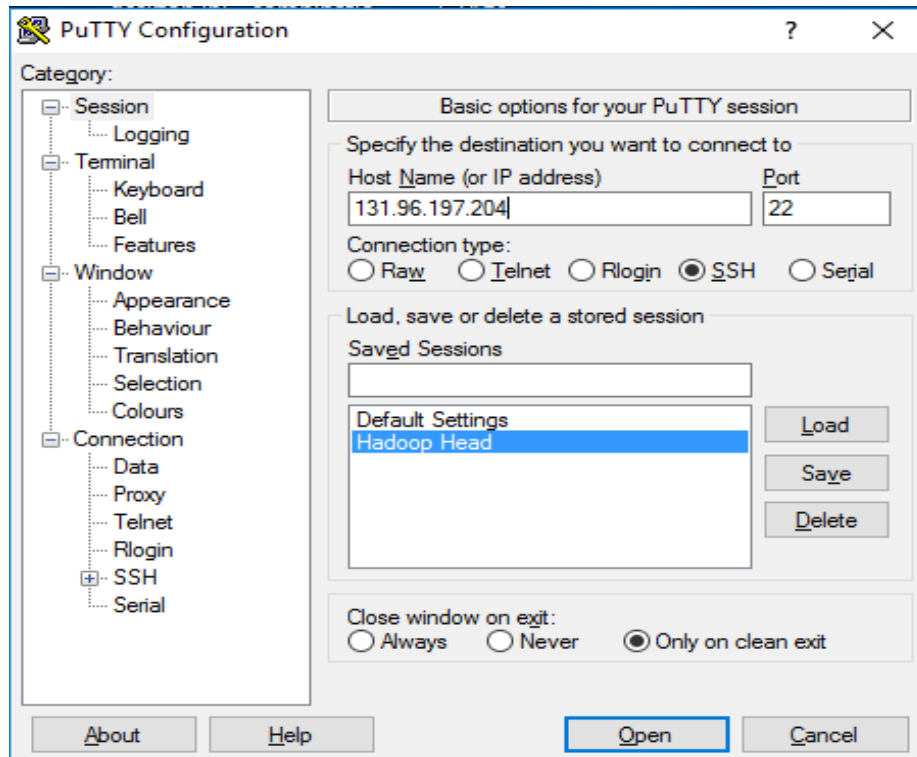 PuTTY Configuration
?
Category:
Session
Logging
Terminal
Keyboard
Bell
Features
Window
Appearance
Behaviour
Translation
Selection
Colours
Connection
Data
Proxy
Telnet
Rlogin
SSH
Serial
Basic options for your PuTTY session
Specify the destination you want to connect to
Host Name (or IP address) Port
131.96.197.204 22
Connection type:
Raw Telnet Rlogin SSH Serial
Load, save or delete a stored session
Saved Sessions
Default Settings
Hadoop Head
Load
Save
Delete
Close window on exit:
Always Never Only on clean exit
About Help Open Cancel